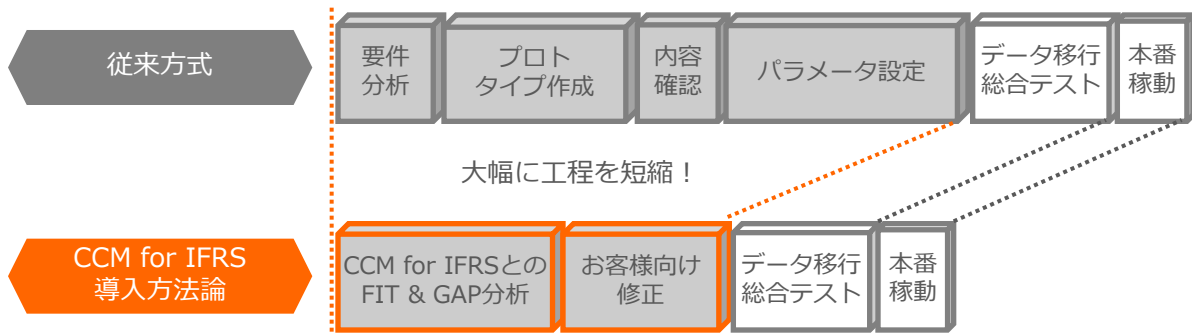 従来方式
要件
分析
プロト
タイプ作成
内容
確認
パラメータ設定
データ移行
総合テスト
本番
稼動
大幅に工程を短縮！
CCM for IFRS
導入方法論
CCM for IFRSとの
FIT & GAP分析
お客様向け
修正
データ移行
総合テスト
本番
稼動